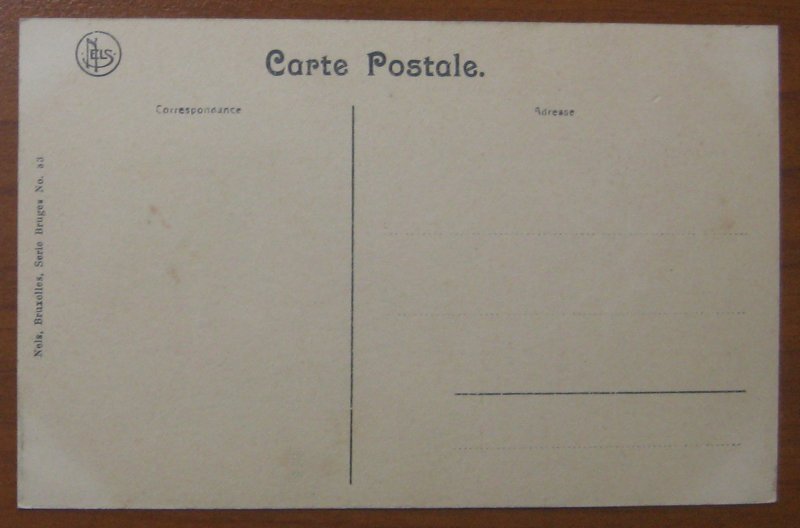 NELS
Carte Postale.
Correspondance
Adresse
Nels, Bruxelles, Serie Bruges No. 83